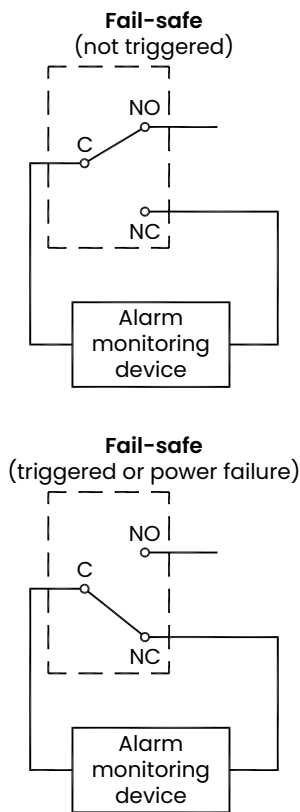 Fail-safe
(not triggered)
NO
C
NC
Alarm
monitoring
device
Fail-safe
(triggered or power failure)
NO
C
NC
Alarm
monitoring
device